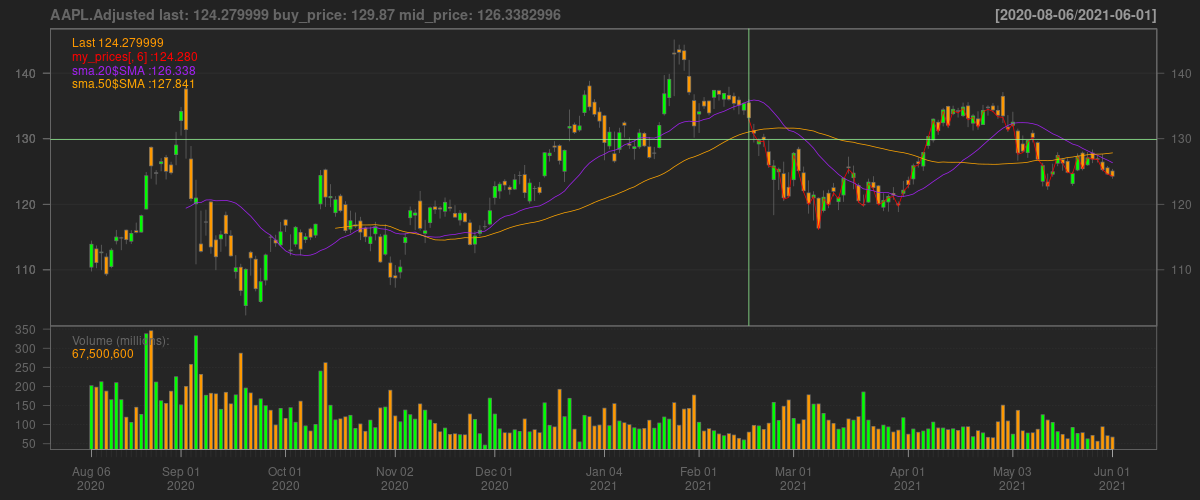 AAPL.Adjusted last: 124.279999 buy_price: 129.87 mid_price: 126.3382996 [2020-08-06/2021-06-01]
Last 124.279999
my_prices[, 6] :124.280
sma.20$SMA :126.338
sma.50$SMA :127.841
140 140
130 130
120 120
110 110
350
Volume (millions):
67,500,600
300
250
200
150
100
50
Aug 06 Sep 01 Oct 01 Nov 02 Dec 01 Jan 04 Feb 01 Mar 01 Apr 01 May 03 Jun 01
2020 2020 2020 2020 2020 2021 2021 2021 2021 2021 2021